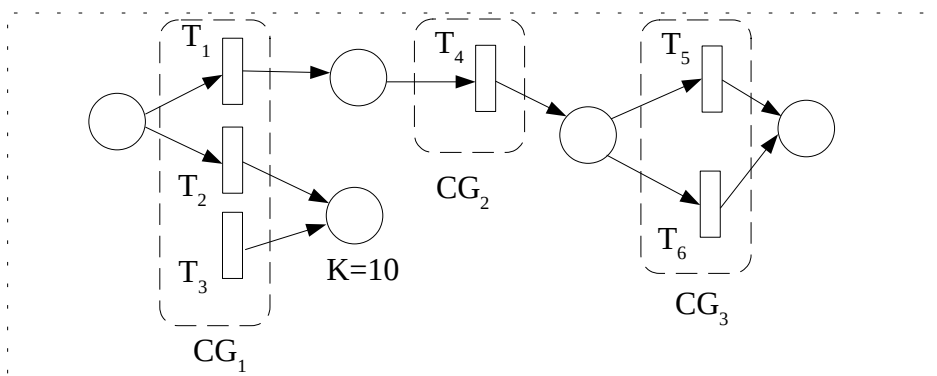 T₁
T₂
T₃
CG₁
K=10
T₄
CG₂
T₅
T₆
CG₃